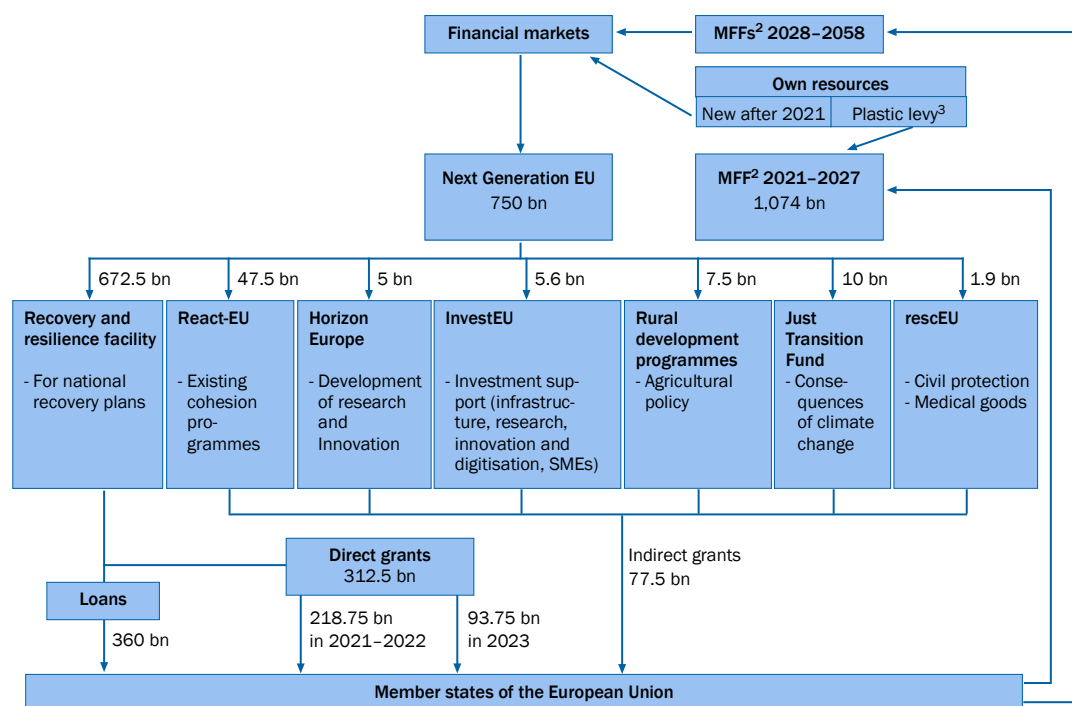 Financial markets
MFFs² 2028–2058
Own resources
New after 2021
Plastic levy³
Next Generation EU
750 bn
MFF² 2021–2027
1,074 bn
672.5 bn
47.5 bn
5 bn
5.6 bn
7.5 bn
10 bn
1.9 bn
Recovery and
resilience facility
- For national
recovery plans
React-EU
- Existing
cohesion
pro-
grammes
Horizon
Europe
- Development
of research
and
Innovation
InvestEU
- Investment sup-
port (infrastruc-
ture, research,
innovation and
digitisation, SMEs)
Rural
development
programmes
- Agricultural
policy
Just
Transition
Fund
- Conse-
quences
of climate
change
rescEU
- Civil protection
- Medical goods
Direct grants
312.5 bn
Indirect grants
77.5 bn
Loans
360 bn
218.75 bn
in 2021–2022
93.75 bn
in 2023
Member states of the European Union